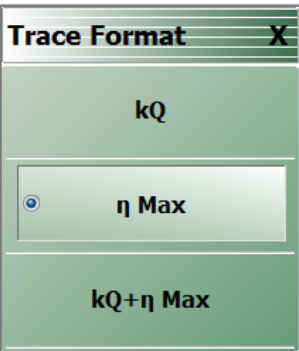 Trace Format X
kQ
η Max
kQ+η Max